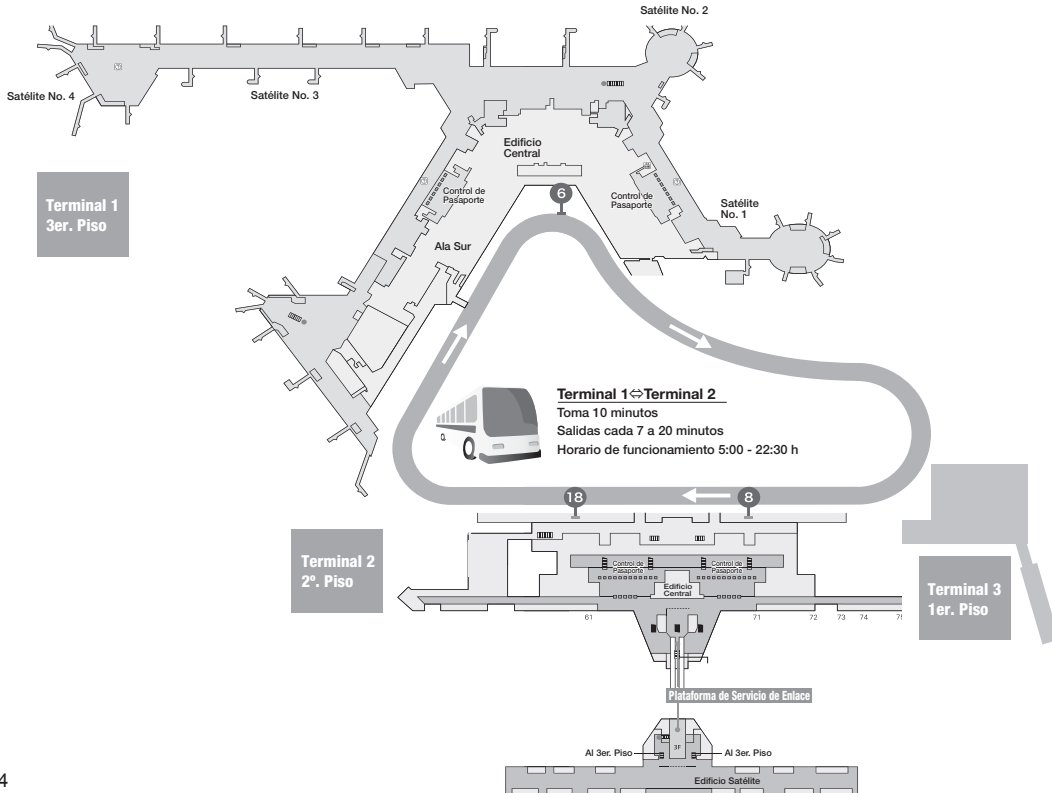 Satélite No. 2
Satélite No. 4
Satélite No. 3
Edificio
Central
Control de
Pasaporte
Control de
Pasaporte
6
Satélite
No. 1
Terminal 1
3er. Piso
Ala Sur
Terminal 1⇔Terminal 2
Toma 10 minutos
Salidas cada 7 a 20 minutos
Horario de funcionamiento 5:00 - 22:30 h
18
8
Terminal 2
2º. Piso
Control de
Pasaporte
Control de
Pasaporte
Edificio
Central
Terminal 3
1er. Piso
61
71
72
73
74
Plataforma de Servicio de Enlace
3F
Al 3er. Piso
Al 3er. Piso
Edificio Satélite
4